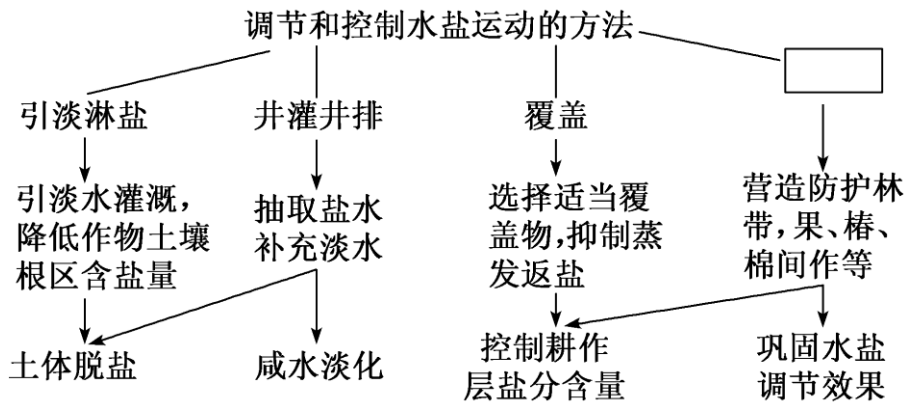 调节和控制水盐运动的方法
引淡淋盐
井灌井排
覆盖
引淡水灌溉，
降低作物土壤
根区含盐量
抽取盐水
补充淡水
选择适当覆
盖物，抑制蒸
发返盐
营造防护林
带，果、椿、
棉间作等
土体脱盐
咸水淡化
控制耕作
层盐分含量
巩固水盐
调节效果